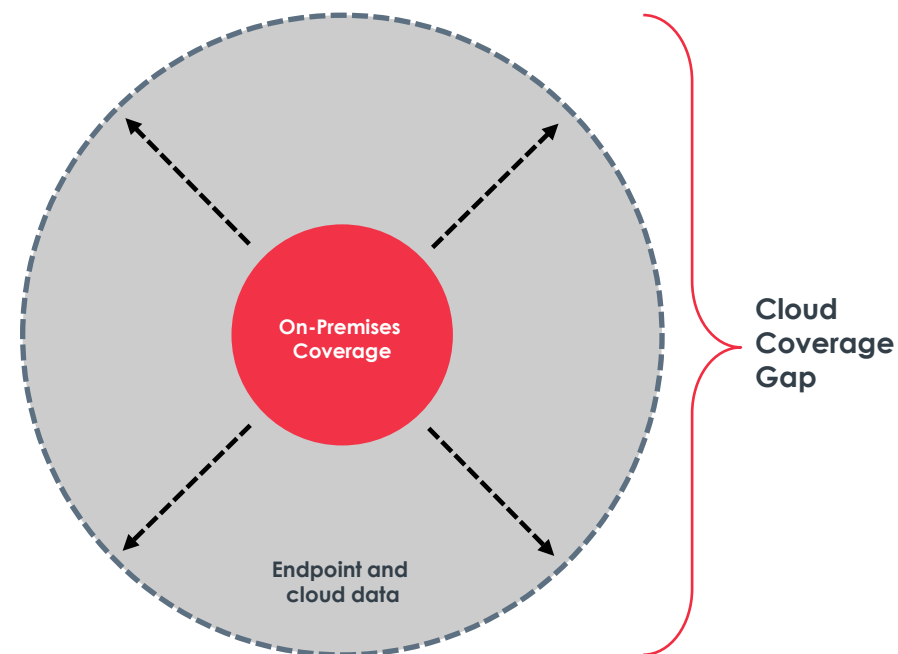 On-Premises
Coverage
Endpoint and
cloud data
Cloud
Coverage
Gap